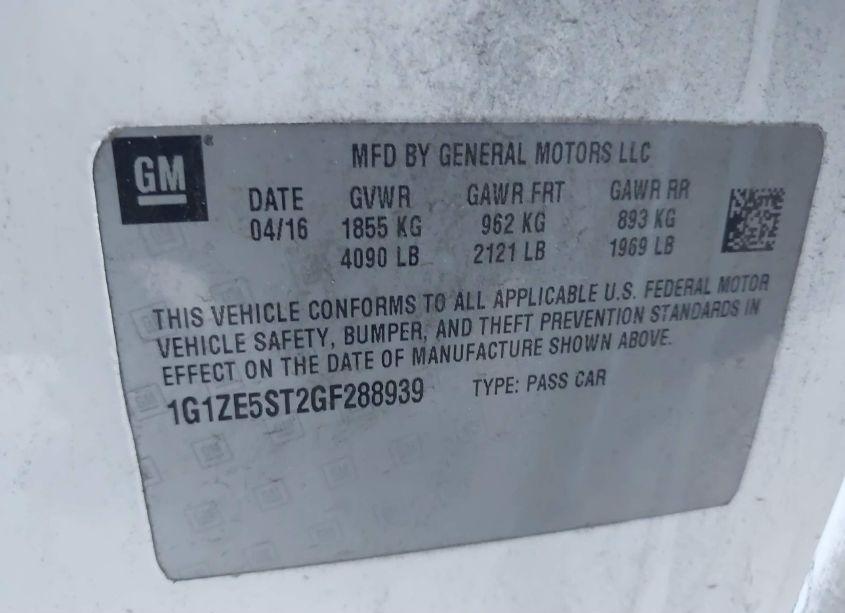 GM
MFD BY GENERAL MOTORS LLC
DATE GVWR GAWR FRT GAWR RR
04/16 1855 KG 962 KG 893 KG
4090 LB 2121 LB 1969 LB
THIS VEHICLE CONFORMS TO ALL APPLICABLE U.S. FEDERAL MOTOR
VEHICLE SAFETY, BUMPER, AND THEFT PREVENTION STANDARDS IN
EFFECT ON THE DATE OF MANUFACTURE SHOWN ABOVE.
1G1ZE5ST2GF288939 TYPE: PASS CAR